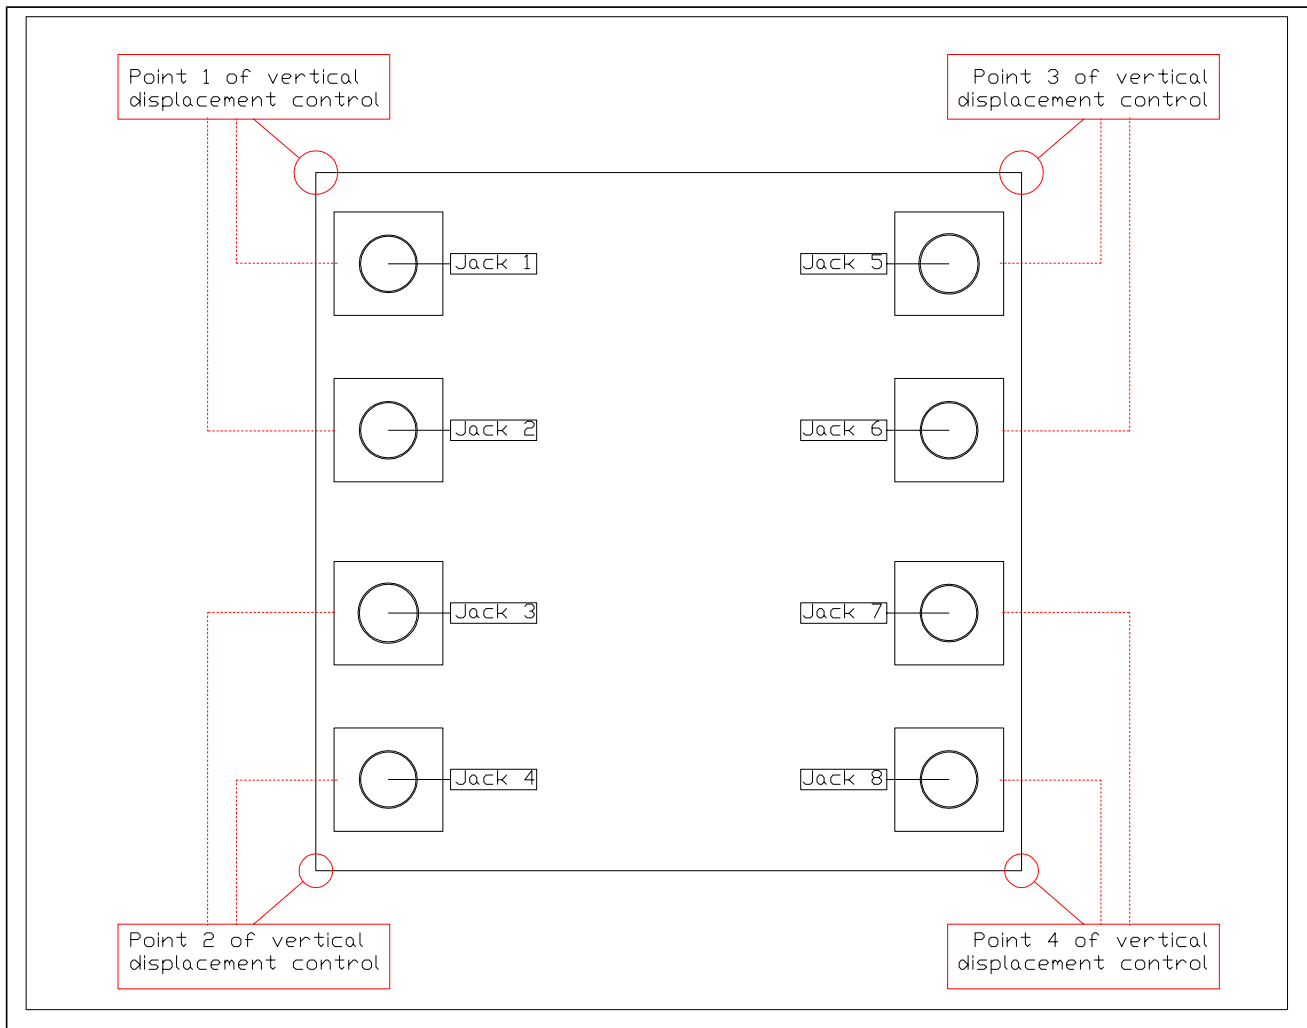 Point 1 of vertical
displacement control
Point 3 of vertical
displacement control
Jack 1
Jack 5
Jack 2
Jack 6
Jack 3
Jack 7
Jack 4
Jack 8
Point 2 of vertical
displacement control
Point 4 of vertical
displacement control